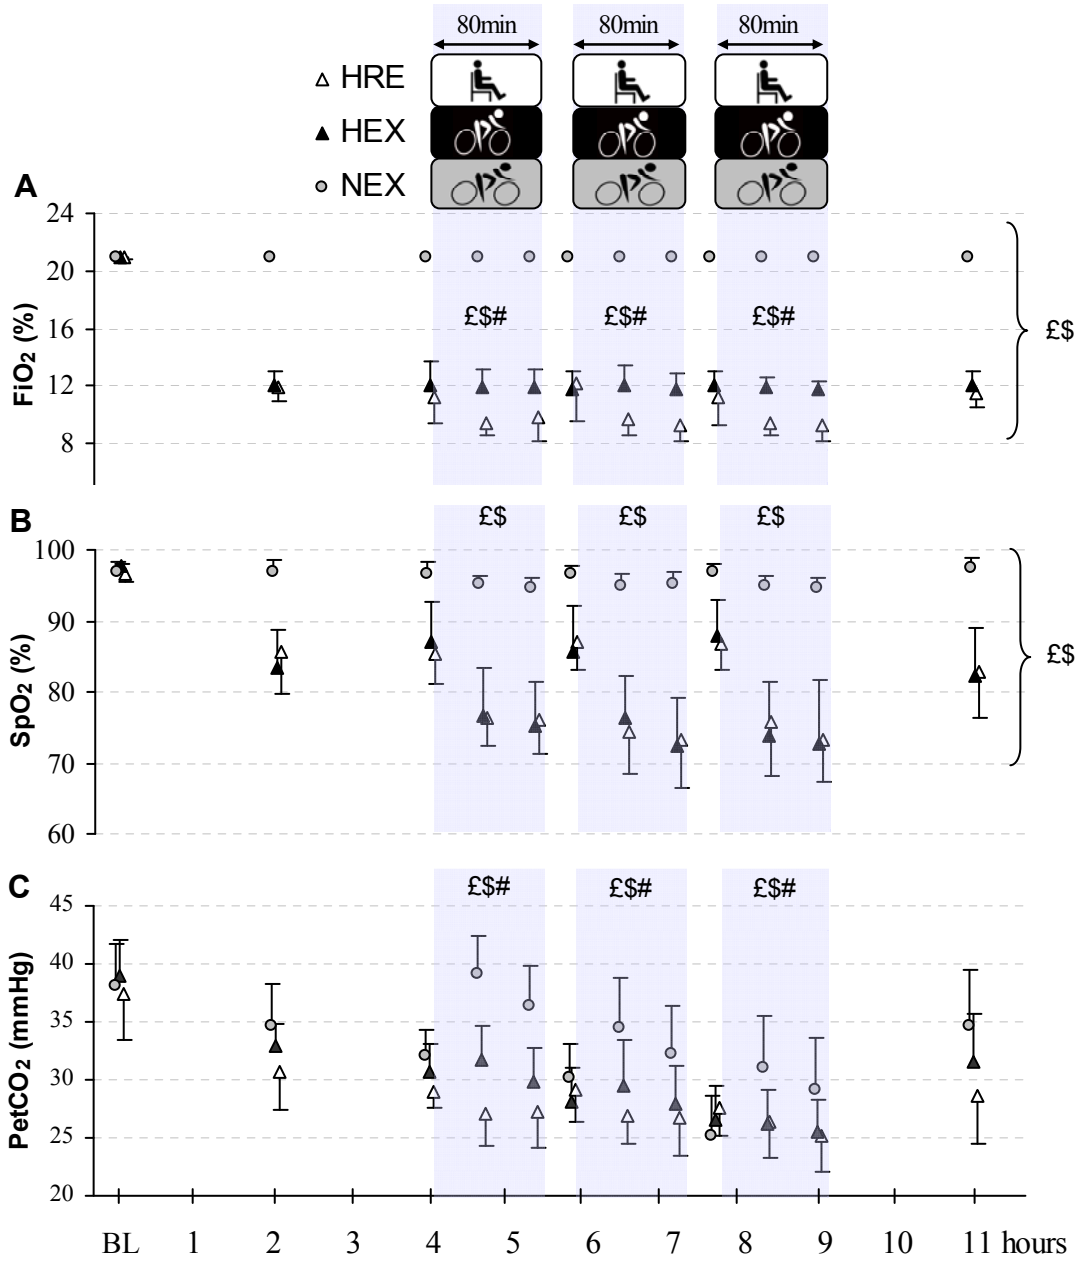 80min 80min 80min
HRE
HEX
NEX
A
24
20
16
12
8
FiO2 (%)
£$# £$# £$#
£$
B
£$ £$ £$
100
90
80
70
60
SpO2 (%)
£$
C
£$# £$# £$#
45
40
35
30
25
20
PetCO2 (mmHg)
BL 1 2 3 4 5 6 7 8 9 10 11 hours